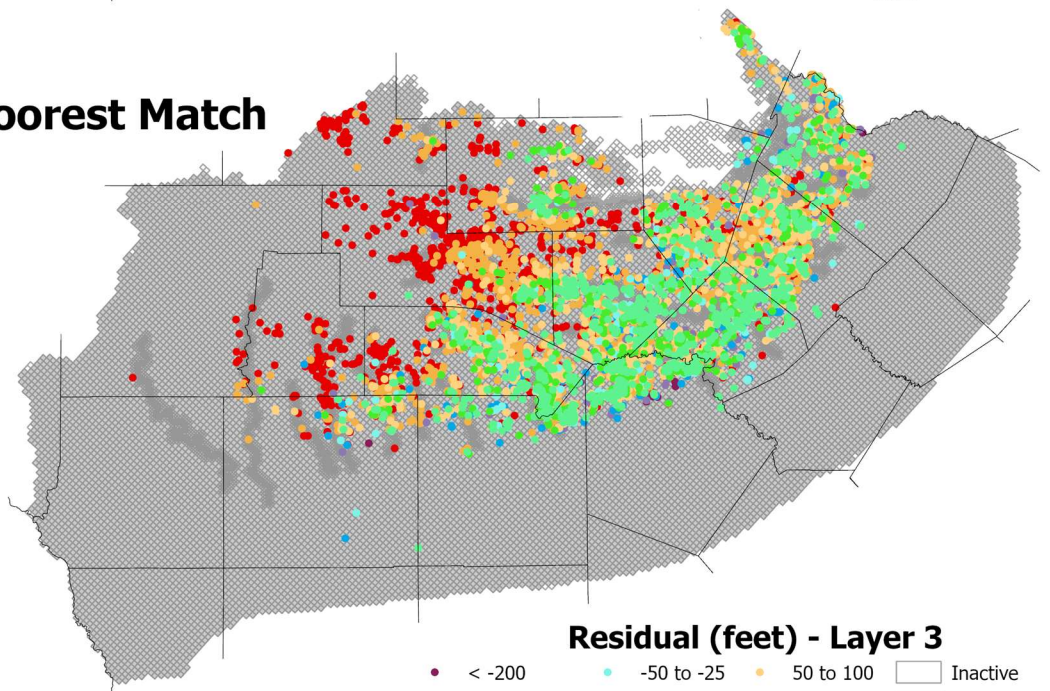 oorest Match
Residual (feet) - Layer 3
< -200
-50 to -25
50 to 100
Inactive